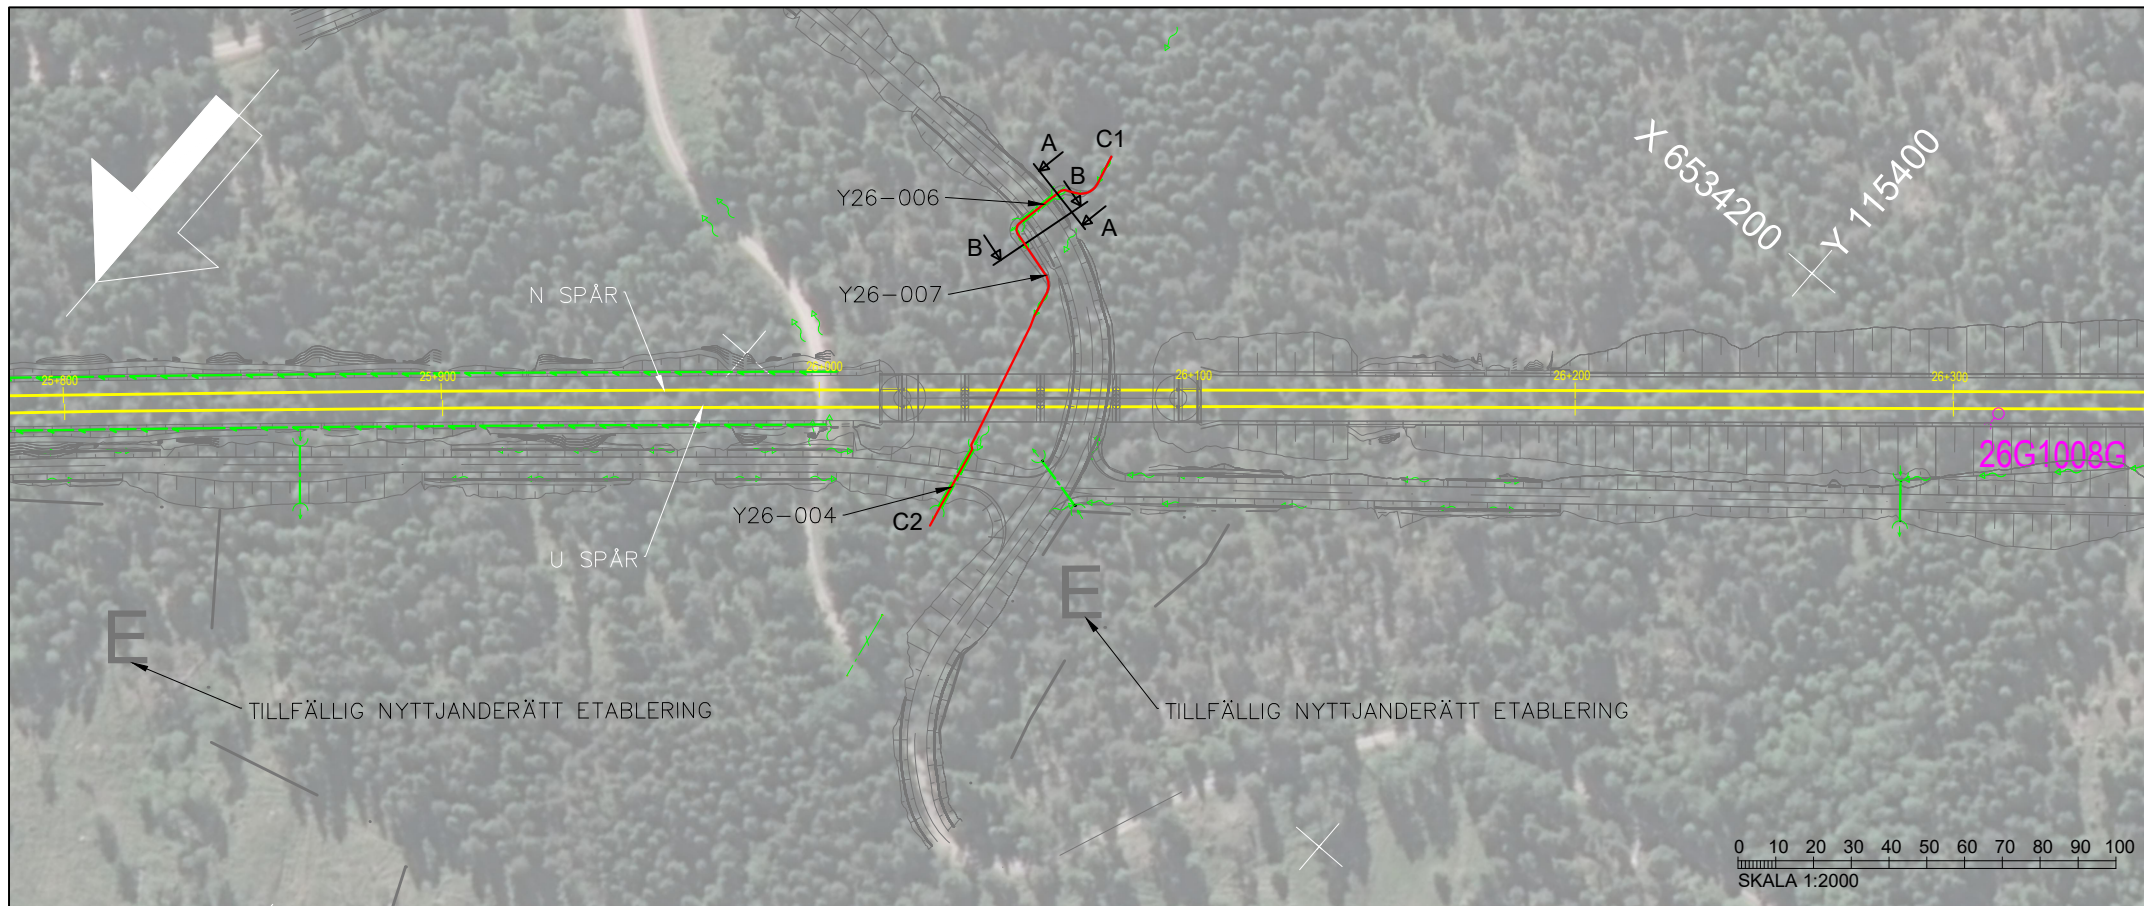 C1
A
B
Y26-006
A
B
Y26-007
X 6534200
Y 115400
N SPÅR
25+800
25+900
26+000
26+100
26+200
26+300
26G1008G
Y26-004
C2
U SPÅR
E
E
TILLFÄLLIG NYTTJANDERÄTT ETABLERING
TILLFÄLLIG NYTTJANDERÄTT ETABLERING
0 10 20 30 40 50 60 70 80 90 100
SKALA 1:2000